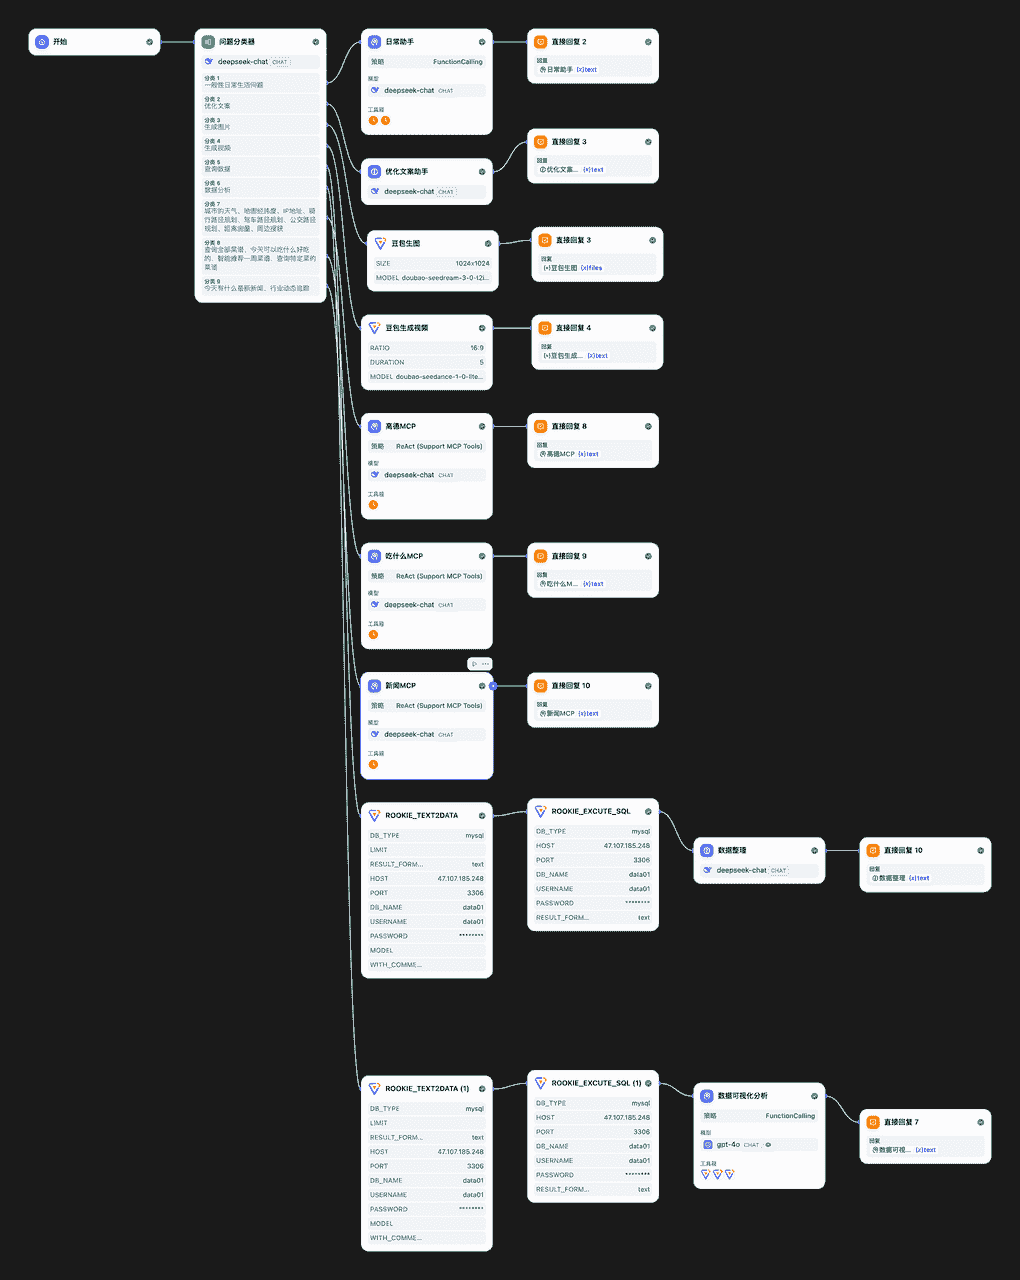 开始
问题分类器
deepseek-chat CHAT
分类 1
一般性日常生活问题
分类 2
优化文案
分类 3
生成图片
分类 4
生成视频
分类 5
查询数据
分类 6
数据分析
分类 7
城市的天气、地图经纬度、IP地址、骑
行路径规划、驾车路径规划、公交路径
规划、距离测量、周边搜索
分类 8
查询全部菜谱、今天可以吃什么好吃
的、智能推荐一周菜谱、查询特定菜的
菜谱
分类 9
今天有什么最新新闻、行业动态追踪
日常助手
策略 FunctionCalling
模型
deepseek-chat CHAT
工具箱
直接回复 2
回复
日常助手 {x}text
优化文案助手
deepseek-chat CHAT
直接回复 3
回复
优化文案... {x}text
豆包生图
SIZE 1024x1024
MODEL doubao-seedream-3-0-t2i...
直接回复 3
回复
豆包生图 {x}files
豆包生成视频
RATIO 16:9
DURATION 5
MODEL doubao-seedance-1-0-lite...
直接回复 4
回复
豆包生成... {x}text
高德MCP
策略 ReAct (Support MCP Tools)
模型
deepseek-chat CHAT
工具箱
直接回复 8
回复
高德MCP {x}text
吃什么MCP
策略 ReAct (Support MCP Tools)
模型
deepseek-chat CHAT
工具箱
直接回复 9
回复
吃什么M... {x}text
新闻MCP
策略 ReAct (Support MCP Tools)
模型
deepseek-chat CHAT
工具箱
直接回复 10
回复
新闻MCP {x}text
ROOKIE_TEXT2DATA
DB_TYPE mysql
LIMIT
RESULT_FORM... text
HOST 47.107.185.248
PORT 3306
DB_NAME data01
USERNAME data01
PASSWORD ********
MODEL
WITH_COMME...
ROOKIE_EXCUTE_SQL
DB_TYPE mysql
HOST 47.107.185.248
PORT 3306
DB_NAME data01
USERNAME data01
PASSWORD ********
RESULT_FORM... text
数据整理
deepseek-chat CHAT
直接回复 10
回复
数据整理 {x}text
ROOKIE_TEXT2DATA (1)
DB_TYPE mysql
LIMIT
RESULT_FORM... text
HOST 47.107.185.248
PORT 3306
DB_NAME data01
USERNAME data01
PASSWORD ********
MODEL
WITH_COMME...
ROOKIE_EXCUTE_SQL (1)
DB_TYPE mysql
HOST 47.107.185.248
PORT 3306
DB_NAME data01
USERNAME data01
PASSWORD ********
RESULT_FORM... text
数据可视化分析
策略 FunctionCalling
模型
gpt-4o CHAT
工具箱
直接回复 7
回复
数据可视... {x}text